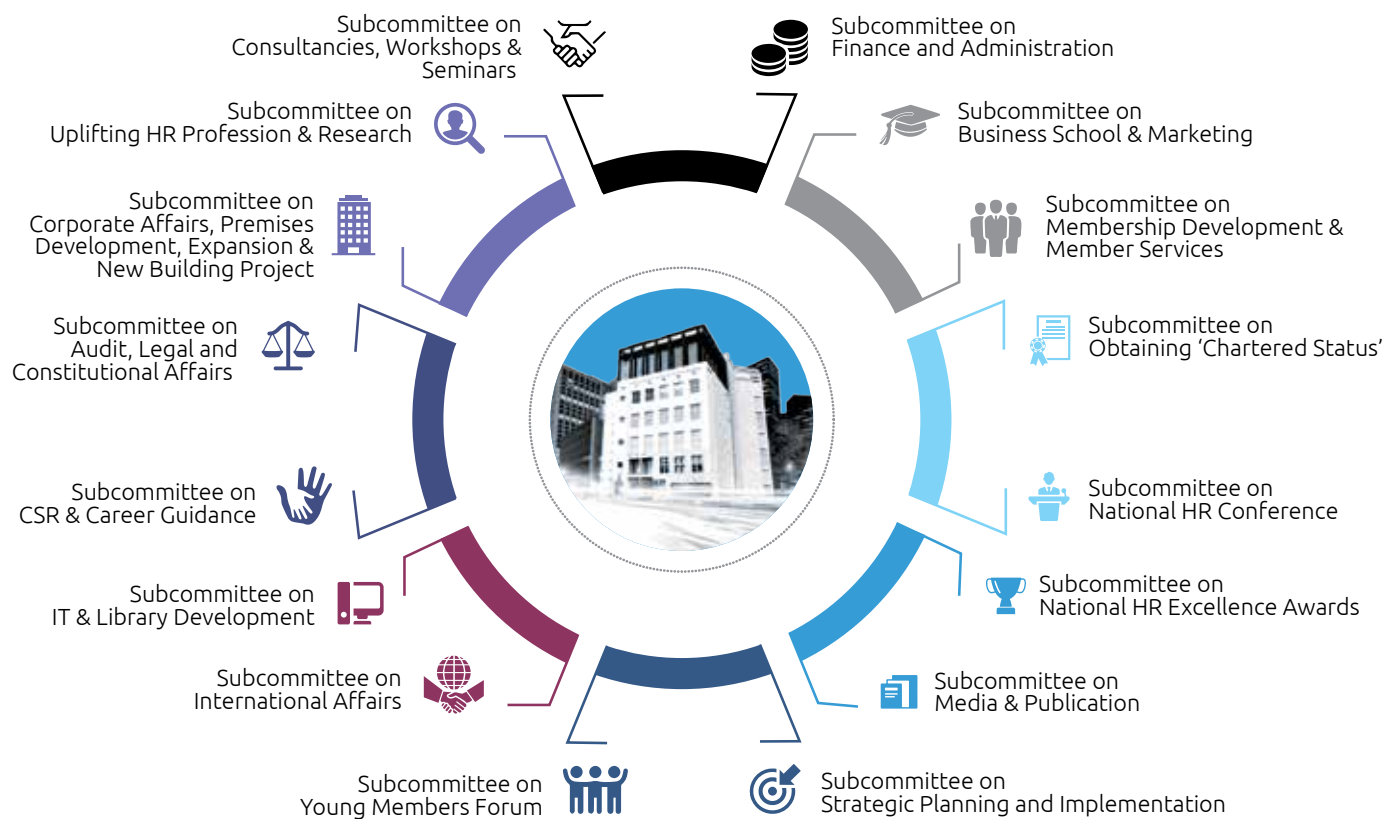 Subcommittee on
Consultancies, Workshops &
Seminars
Subcommittee on
Finance and Administration
Subcommittee on
Uplifting HR Profession & Research
Subcommittee on
Business School & Marketing
Subcommittee on
Corporate Affairs, Premises
Development, Expansion &
New Building Project
Subcommittee on
Membership Development &
Member Services
Subcommittee on
Audit, Legal and
Constitutional Affairs
Subcommittee on
Obtaining ‘Chartered Status’
Subcommittee on
CSR & Career Guidance
Subcommittee on
National HR Conference
Subcommittee on
IT & Library Development
Subcommittee on
National HR Excellence Awards
Subcommittee on
International Affairs
Subcommittee on
Media & Publication
Subcommittee on
Young Members Forum
Subcommittee on
Strategic Planning and Implementation